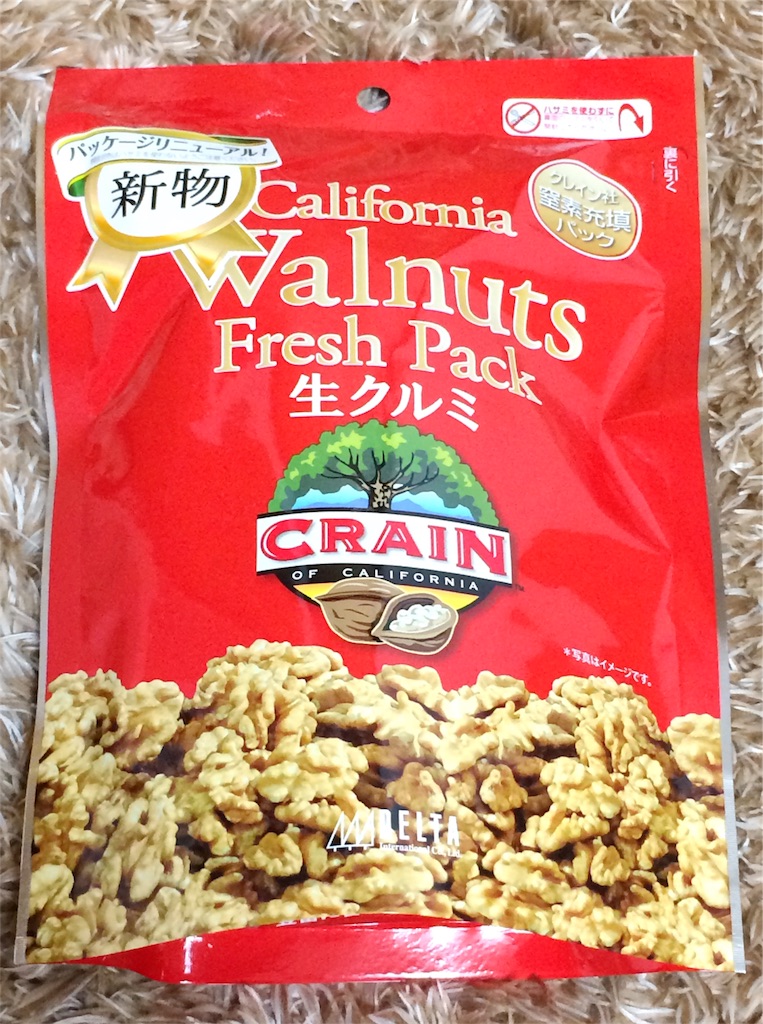 パッケージリニューアル!
新物
ハサミを使わずに
裏に引く
クレイン社
窒素充填
パック
California
Walnuts
Fresh Pack
生クルミ
CRAIN
OF CALIFORNIA
*写真はイメージです。
DELTA
International Co., Ltd.